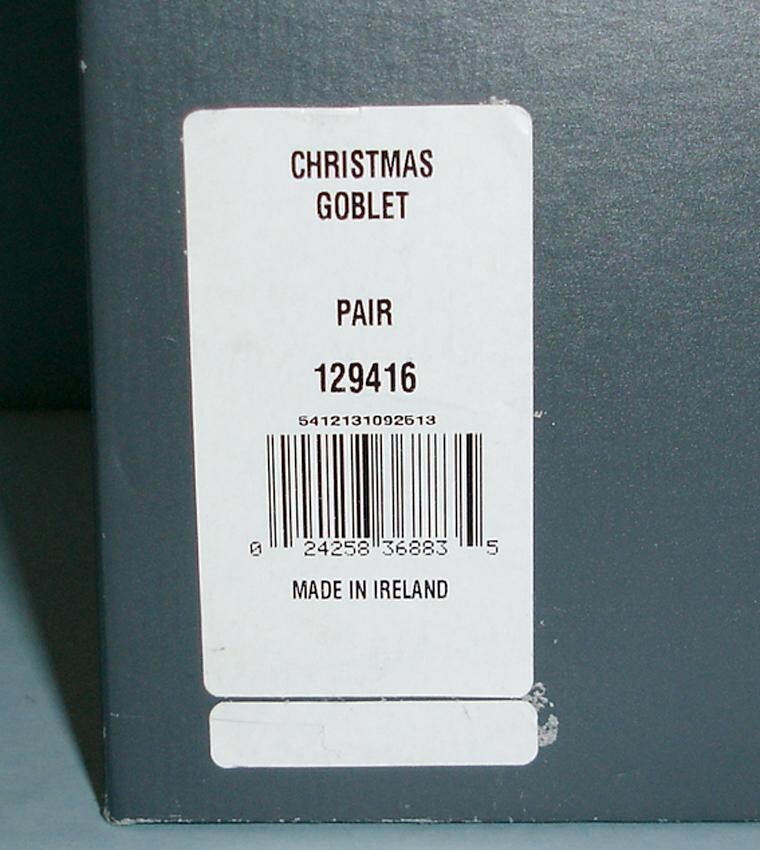 CHRISTMAS
GOBLET
PAIR
129416
5412131092513
0 24258 36883 5
MADE IN IRELAND